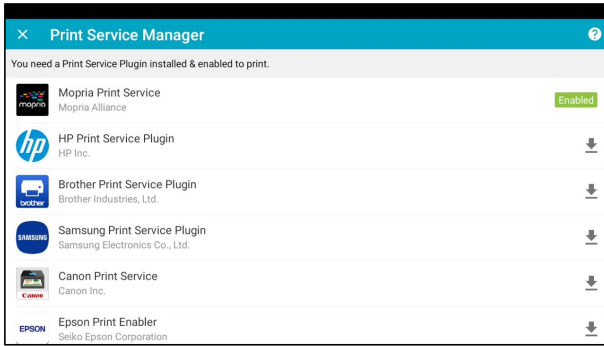 Print Service Manager
?
You need a Print Service Plugin installed & enabled to print.
mopria
Mopria Print Service
Mopria Alliance
Enabled
hp
HP Print Service Plugin
HP Inc.
brother
Brother Print Service Plugin
Brother Industries, Ltd.
SAMSUNG
Samsung Print Service Plugin
Samsung Electronics Co., Ltd.
Canon
Canon Print Service
Canon Inc.
EPSON
Epson Print Enabler
Seiko Epson Corporation